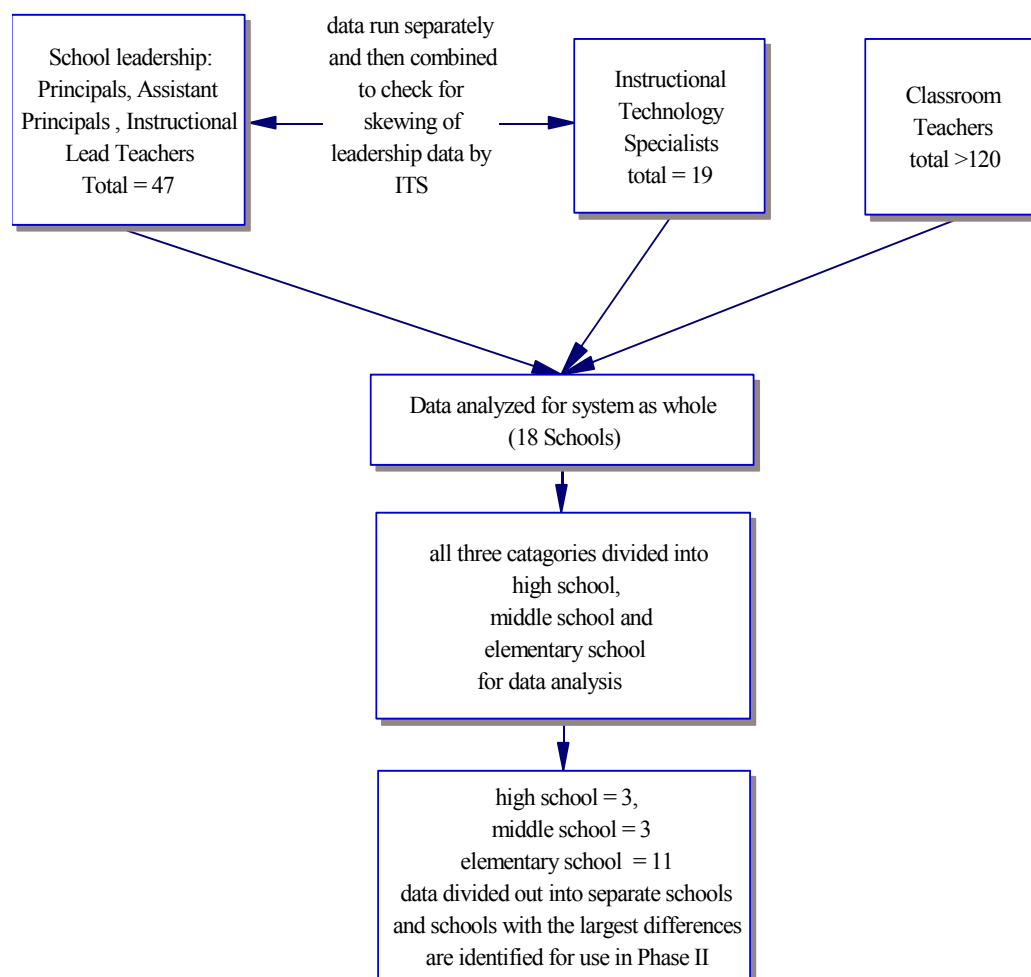 School leadership:
Principals, Assistant
Principals , Instructional
Lead Teachers
Total = 47
data run separately
and then combined
to check for
skewing of
leadership data by
ITS
Instructional
Technology
Specialists
total = 19
Classroom
Teachers
total >120
Data analyzed for system as whole
(18 Schools)
all three catagories divided into
high school,
middle school and
elementary school
for data analysis
high school = 3,
middle school = 3
elementary school = 11
data divided out into separate schools
and schools with the largest differences
are identified for use in Phase II